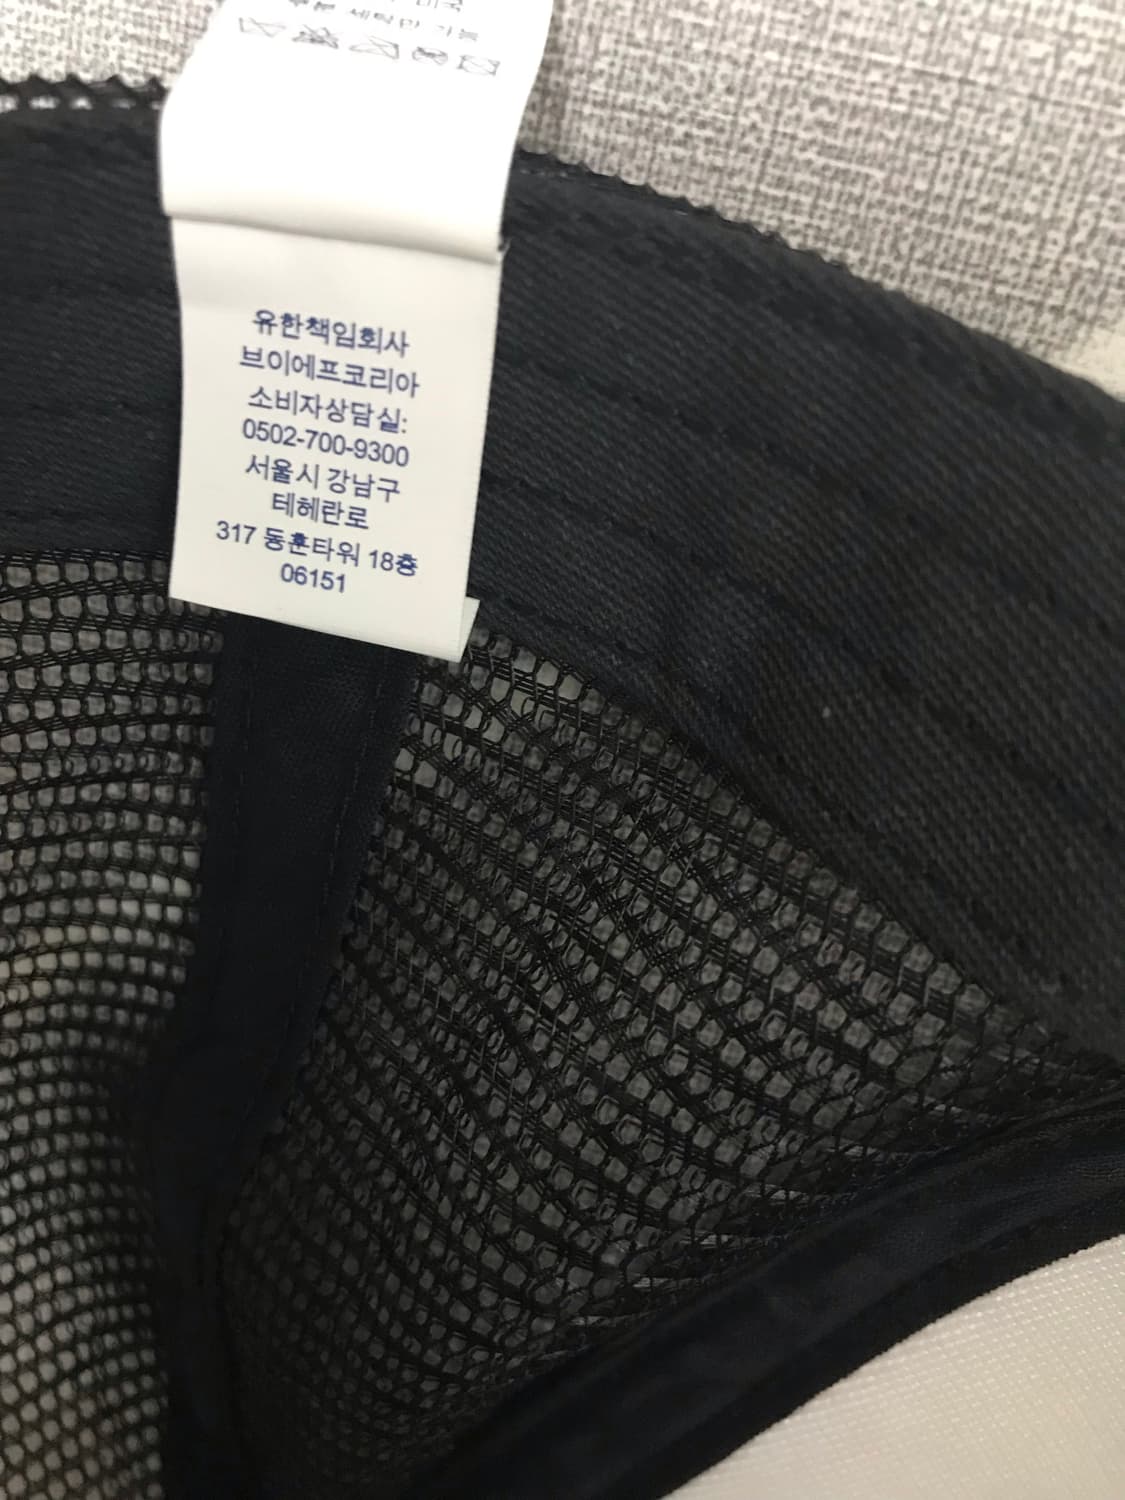 유한책임회사
브이에프코리아
소비자상담실:
0502-700-9300
서울시 강남구
테헤란로
317 동훈타워 18층
06151